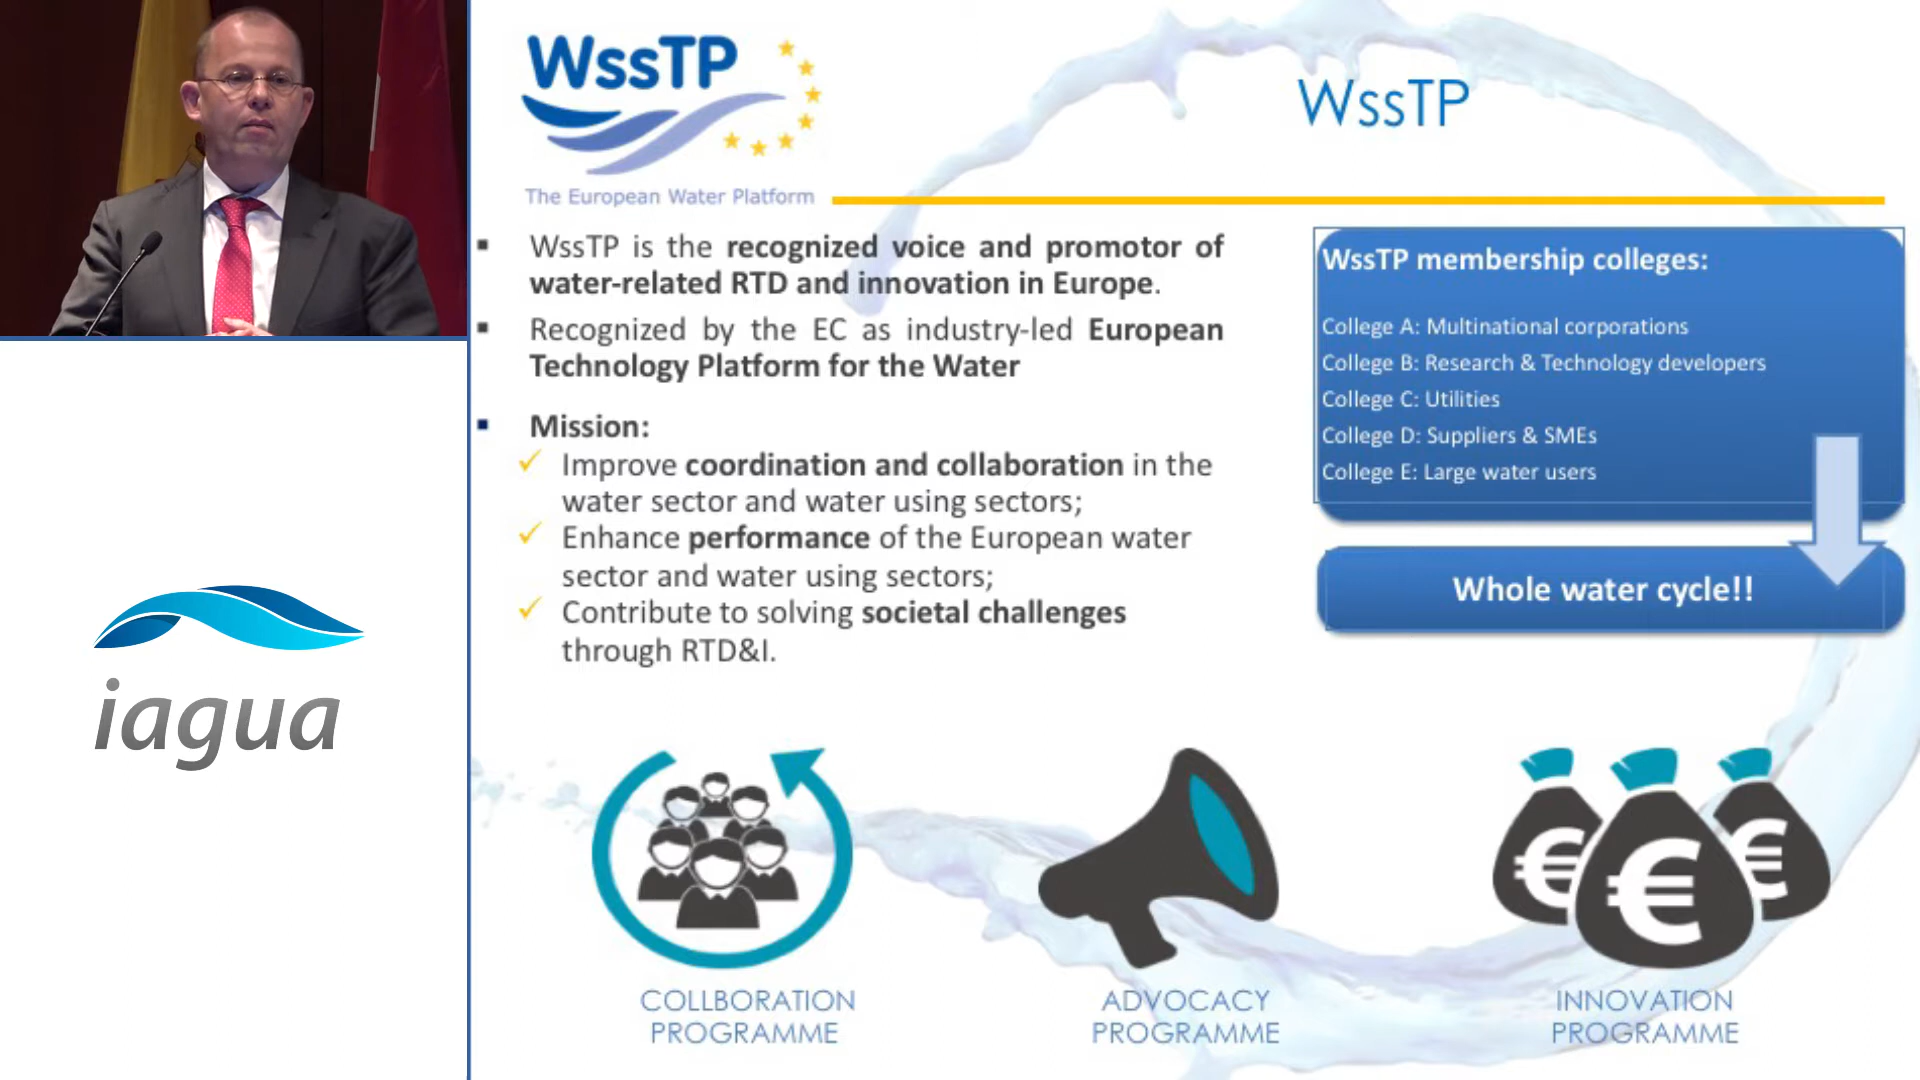 WssTP
The European Water Platform
WssTP
WssTP is the recognized voice and promotor of
water-related RTD and innovation in Europe.
Recognized by the EC as industry-led European
Technology Platform for the Water
Mission:
Improve coordination and collaboration in the
water sector and water using sectors;
Enhance performance of the European water
sector and water using sectors;
Contribute to solving societal challenges
through RTD&I.
WssTP membership colleges:
College A: Multinational corporations
College B: Research & Technology developers
College C: Utilities
College D: Suppliers & SMEs
College E: Large water users
Whole water cycle!!
iagua
€ € €
COLLBORATION
PROGRAMME
ADVOCACY
PROGRAMME
INNOVATION
PROGRAMME